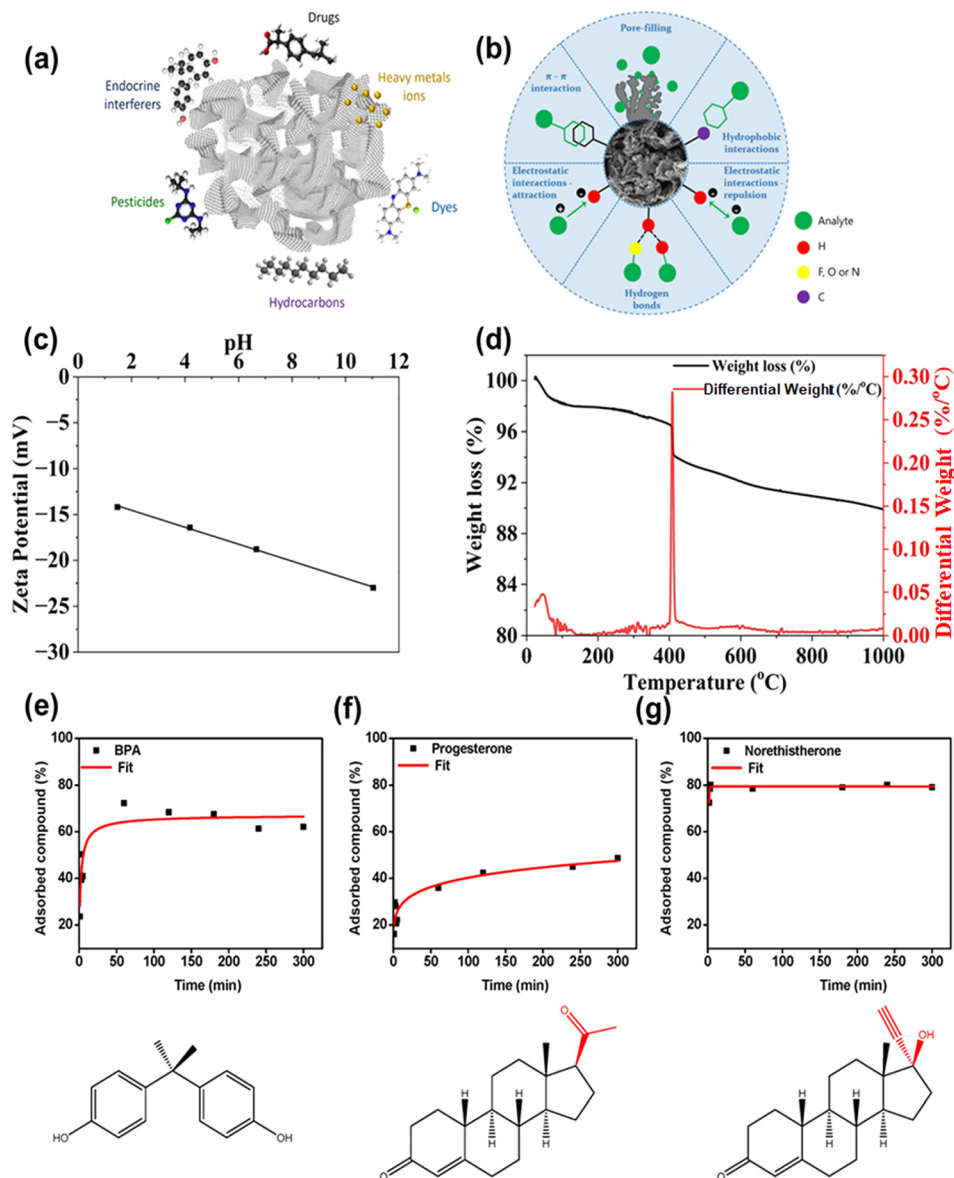 (a)
Drugs
Endocrine
interferers
Heavy metals
ions
Pesticides
Dyes
Hydrocarbons
(b)
Pore-filling
π – π
interaction
Hydrophobic
interactions
Electrostatic
interactions -
attraction
Electrostatic
interactions -
repulsion
Hydrogen
bonds
Analyte
H
F, O or N
C
(c)
pH
0 2 4 6 8 10 12
0
−5
−10
−15
−20
−25
−30
Zeta Potential (mV)
(d)
Weight loss (%)
Differential Weight (%/°C)
100
96
92
88
84
80
Weight loss (%)
0.30
0.25
0.20
0.15
0.10
0.05
0.00
Differential Weight (%/°C)
0 200 400 600 800 1000
Temperature (°C)
(e)
BPA
Fit
100
80
60
40
20
Adsorbed compound (%)
0 50 100 150 200 250 300
Time (min)
(f)
Progesterone
Fit
100
80
60
40
20
Adsorbed compound (%)
0 50 100 150 200 250 300
Time (min)
(g)
Norethistherone
Fit
100
80
60
40
20
Adsorbed compound (%)
0 50 100 150 200 250 300
Time (min)
HO
OH
O
H
H
H
H
O
OH
H
H
H
H
O